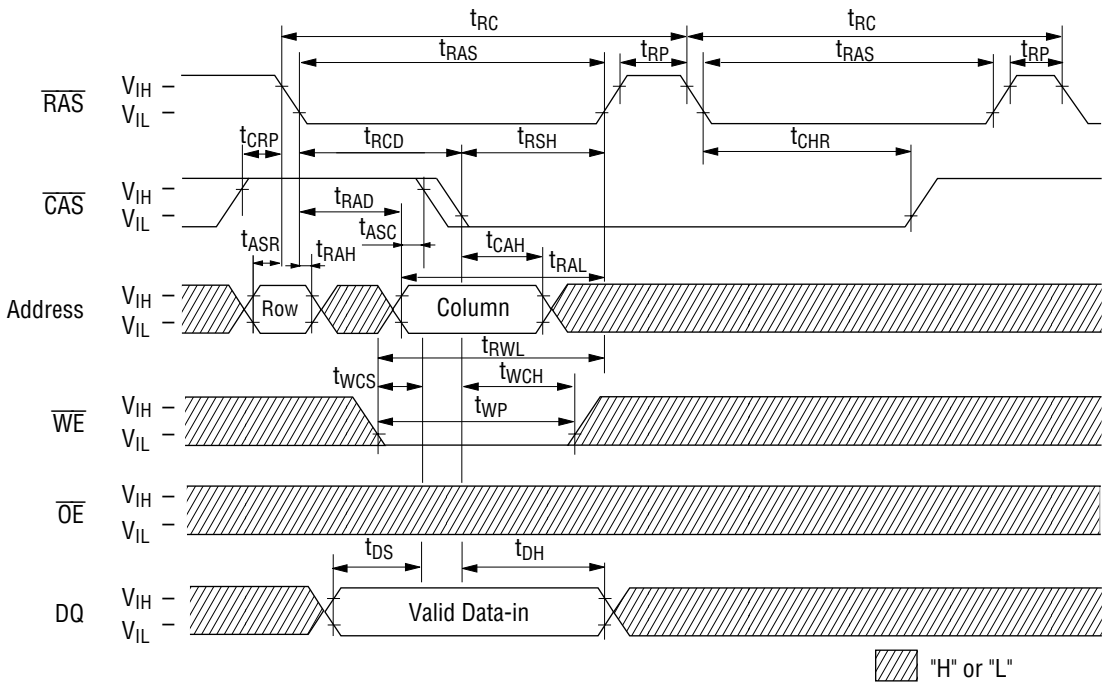 tRC tRC
tRAS tRP tRAS tRP
RAS VIH
VIL
tCRP tRCD tRSH tCHR
CAS VIH
VIL
tRAD
tASC
tASR tRAH tCAH tRAL
Address VIH Row Column
VIL
tRWL
tWCS tWCH
WE VIH tWP
VIL
OE VIH
VIL
tDS tDH
DQ VIH Valid Data-in
VIL
"H" or "L"